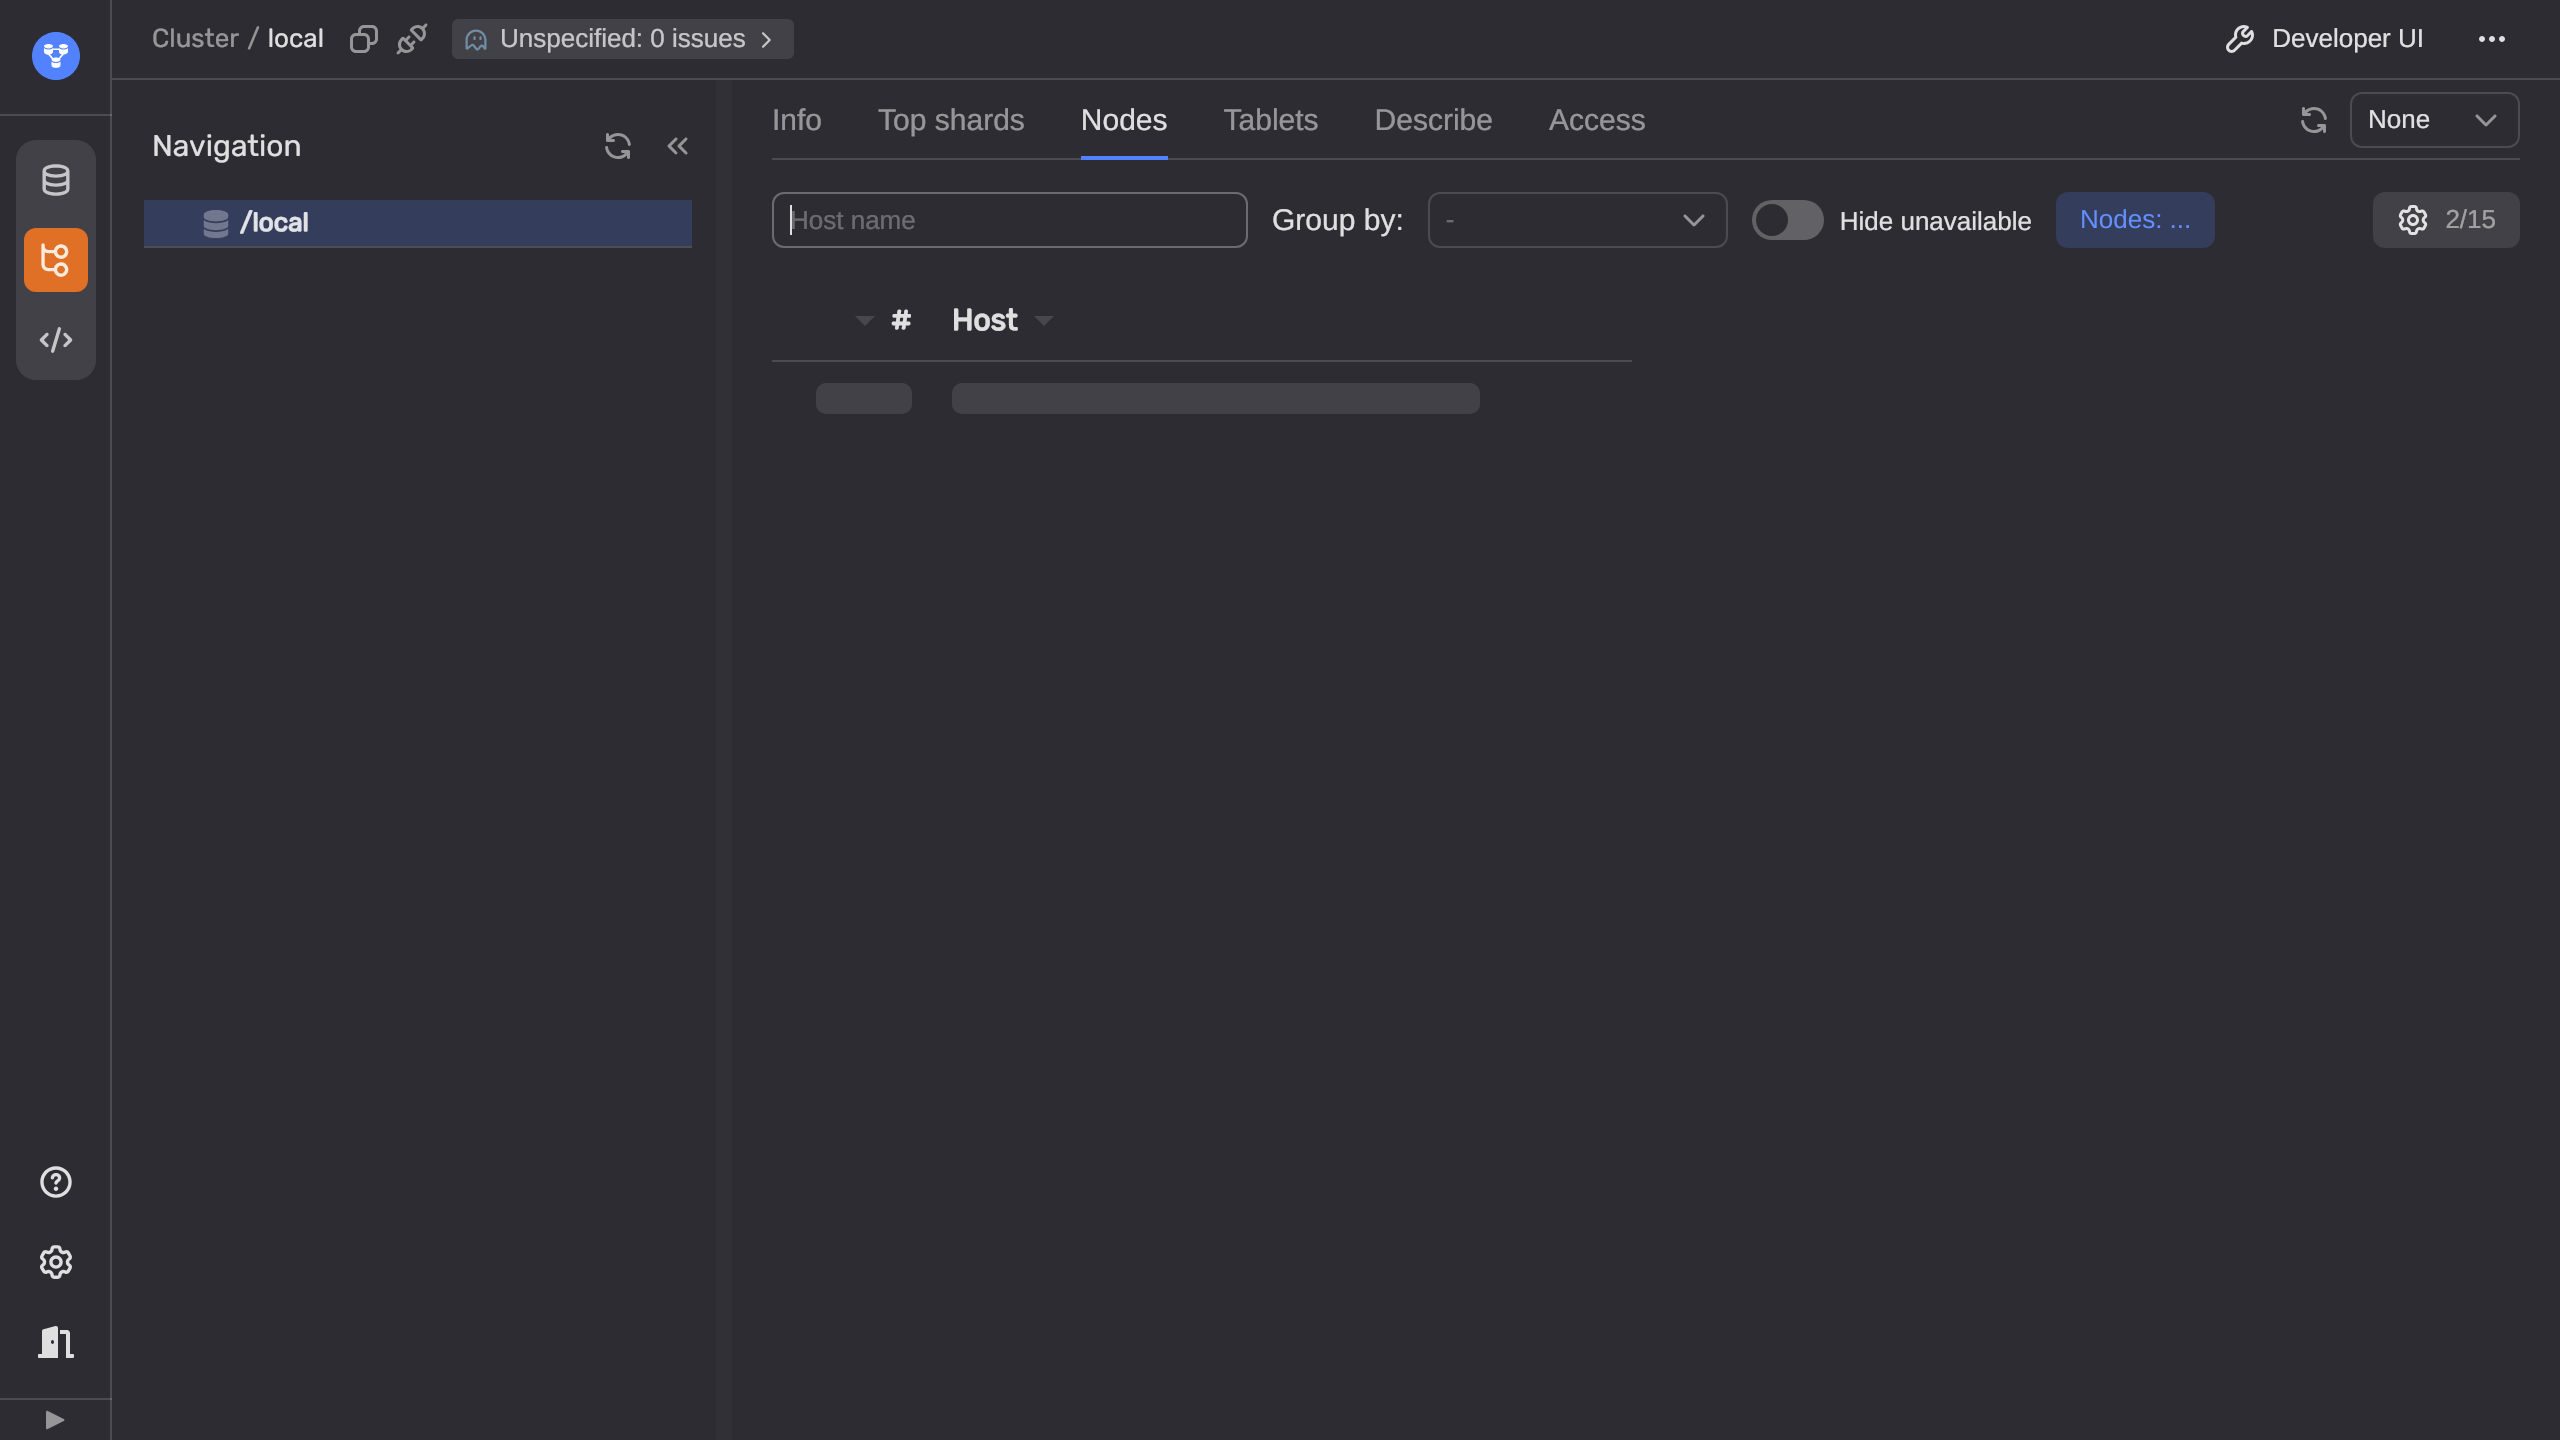 Cluster / local
Unspecified: 0 issues
Developer UI
Navigation
/local
Info
Top shards
Nodes
Tablets
Describe
Access
None
Host name
Group by:
-
Hide unavailable
Nodes: ...
2/15
#
Host